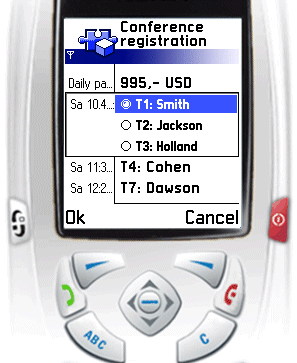 Conference
registration
Daily pa... 995,- USD
Sa 10.4... T1: Smith
T2: Jackson
T3: Holland
Sa 11:3... T4: Cohen
Sa 12:2... T7: Dawson
Ok Cancel
ABC C